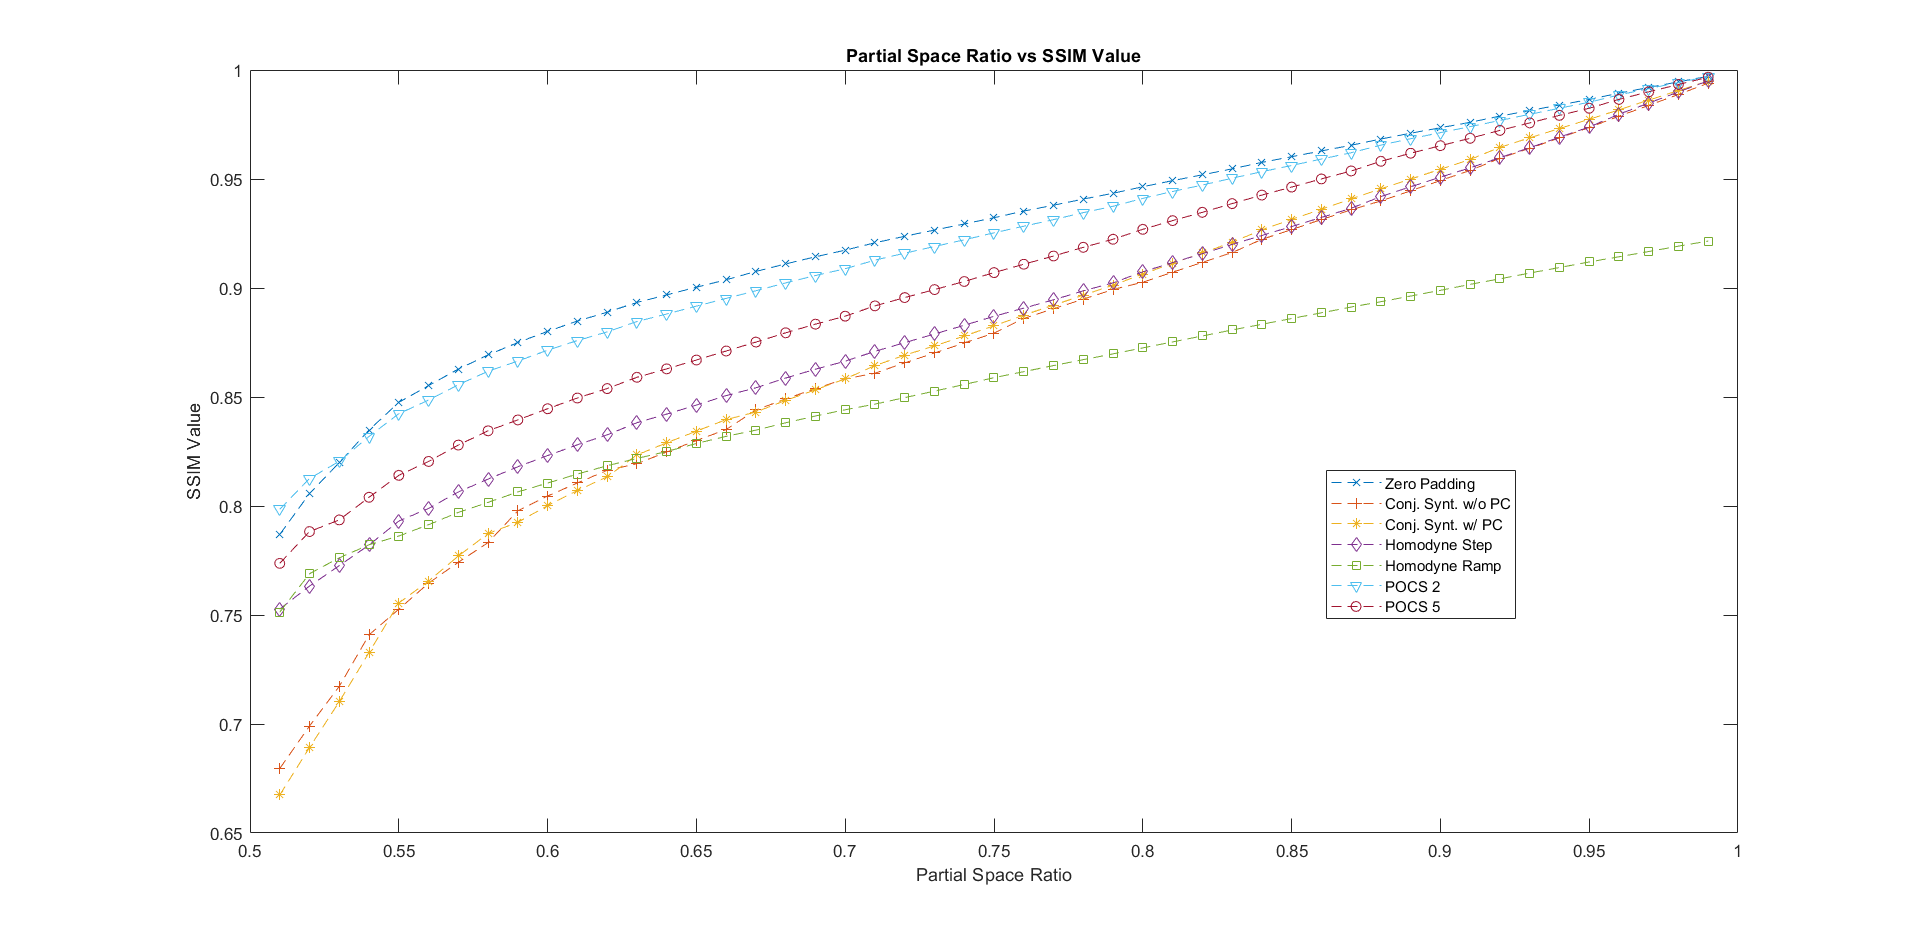 Partial Space Ratio vs SSIM Value
1
0.95
0.9
0.85
0.8
0.75
0.7
0.65
SSIM Value
Zero Padding
Conj. Synt. w/o PC
Conj. Synt. w/ PC
Homodyne Step
Homodyne Ramp
POCS 2
POCS 5
0.5 0.55 0.6 0.65 0.7 0.75 0.8 0.85 0.9 0.95 1
Partial Space Ratio